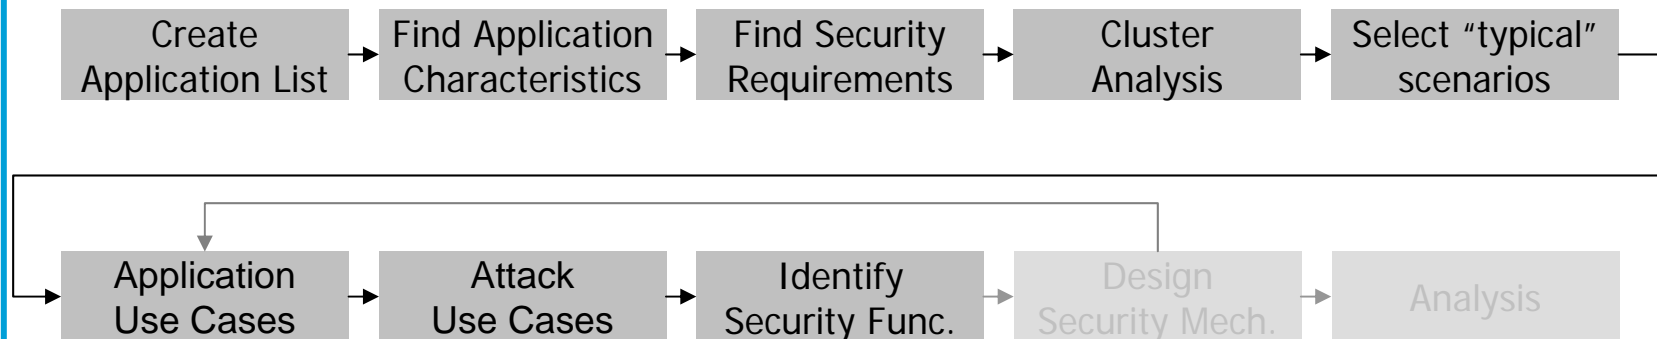 Create
Application List
Find Application
Characteristics
Find Security
Requirements
Cluster
Analysis
Select “typical”
scenarios
Application
Use Cases
Attack
Use Cases
Identify
Security Func.
Design
Security Mech.
Analysis